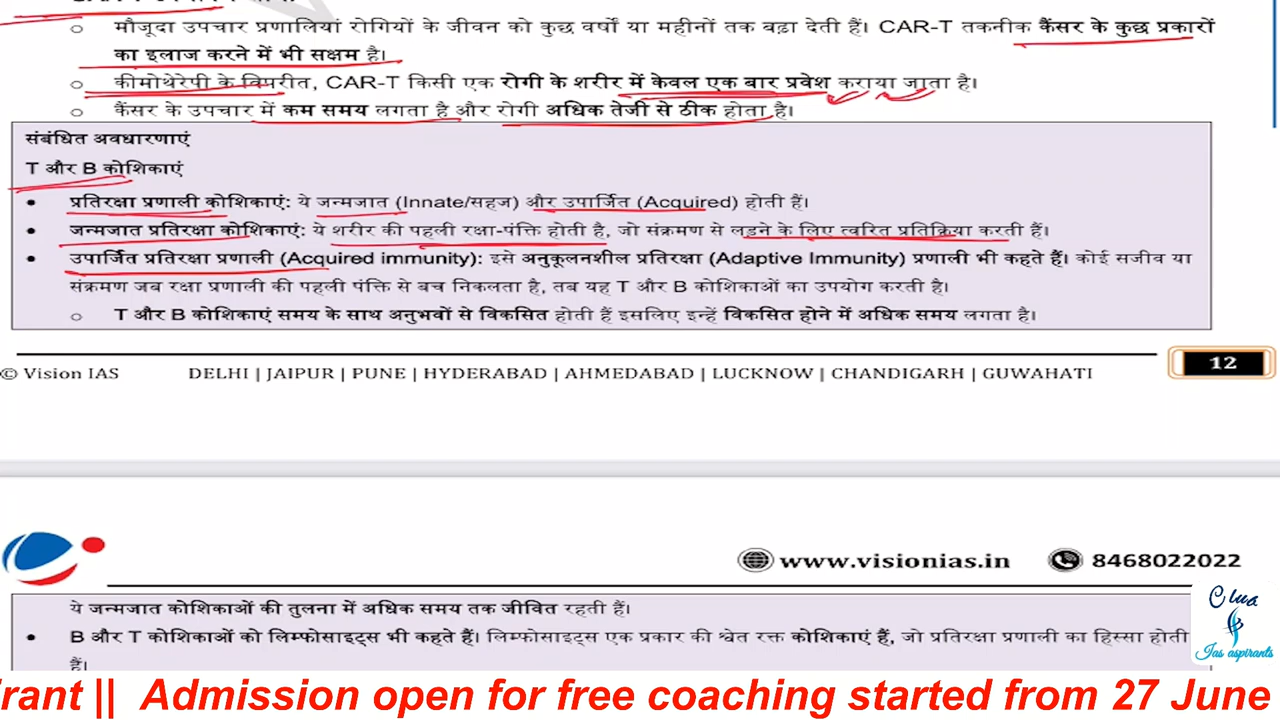 ○ मौजूदा उपचार प्रणालियां रोगियों के जीवन को कुछ वर्षों या महीनों तक बढ़ा देती हैं। CAR-T तकनीक कैंसर के कुछ प्रकारों
का इलाज करने में भी सक्षम है।
○ कीमोथेरेपी के विपरीत, CAR-T किसी एक रोगी के शरीर में केवल एक बार प्रवेश कराया जाता है।
○ कैंसर के उपचार में कम समय लगता है और रोगी अधिक तेजी से ठीक होता है।
संबंधित अवधारणाएं
T और B कोशिकाएं
• प्रतिरक्षा प्रणाली कोशिकाएं: ये जन्मजात (Innate/सहज) और उपार्जित (Acquired) होती हैं।
• जन्मजात प्रतिरक्षा कोशिकाएं: ये शरीर की पहली रक्षा-पंक्ति होती है, जो संक्रमण से लड़ने के लिए त्वरित प्रतिक्रिया करती हैं।
• उपार्जित प्रतिरक्षा प्रणाली (Acquired immunity): इसे अनुकूलनशील प्रतिरक्षा (Adaptive Immunity) प्रणाली भी कहते हैं। कोई सजीव या
संक्रमण जब रक्षा प्रणाली की पहली पंक्ति से बच निकलता है, तब यह T और B कोशिकाओं का उपयोग करती है।
○ T और B कोशिकाएं समय के साथ अनुभवों से विकसित होती हैं इसलिए इन्हें विकसित होने में अधिक समय लगता है।
© Vision IAS DELHI | JAIPUR | PUNE | HYDERABAD | AHMEDABAD | LUCKNOW | CHANDIGARH | GUWAHATI 12
www.visionias.in 8468022022
ये जन्मजात कोशिकाओं की तुलना में अधिक समय तक जीवित रहती हैं।
• B और T कोशिकाओं को लिम्फोसाइट्स भी कहते हैं। लिम्फोसाइट्स एक प्रकार की श्वेत रक्त कोशिकाएं हैं, जो प्रतिरक्षा प्रणाली का हिस्सा होती
हैं।
Clua
Ias aspirants
irant || Admission open for free coaching started from 27 June